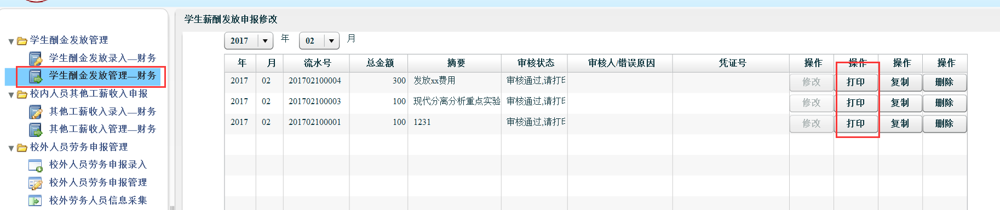 学生薪酬发放申报修改
学生酬金发放管理
学生酬金发放录入—财务
学生酬金发放管理—财务
校内人员其他工薪收入申报
其他工薪收入录入—财务
其他工薪收入管理—财务
校外人员劳务申报管理
校外人员劳务申报录入
校外人员劳务申报管理
校外劳务人员信息采集
2017 年 02 月
年 月 流水号 总金额 摘要 审核状态 审核人/错误原因 凭证号 操作 操作 操作 操作
2017 02 201702100004 300 发放xx费用 审核通过,请打印 修改 打印 复制 删除
2017 02 201702100003 100 现代分离分析重点实验 审核通过,请打印 修改 打印 复制 删除
2017 02 201702100001 100 1231 审核通过,请打印 修改 打印 复制 删除